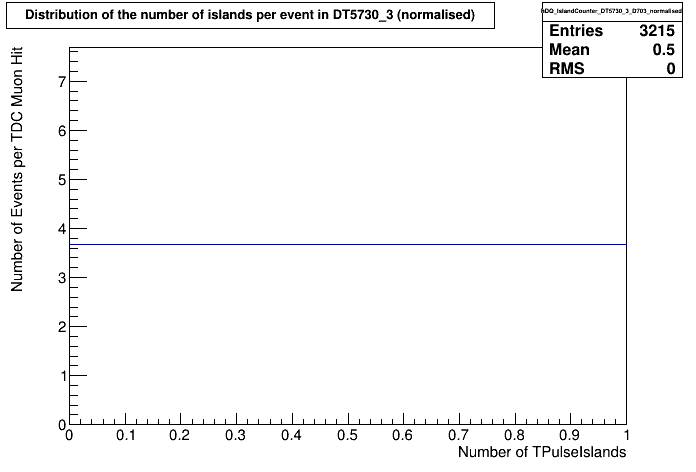 Distribution of the number of islands per event in DT5730_3 (normalised)
hDQ_IslandCounter_DT5730_3_D703_normalised
Entries 3215
Mean 0.5
RMS 0
Number of Events per TDC Muon Hit
7
6
5
4
3
2
1
0
0 0.1 0.2 0.3 0.4 0.5 0.6 0.7 0.8 0.9 1
Number of TPulseIslands